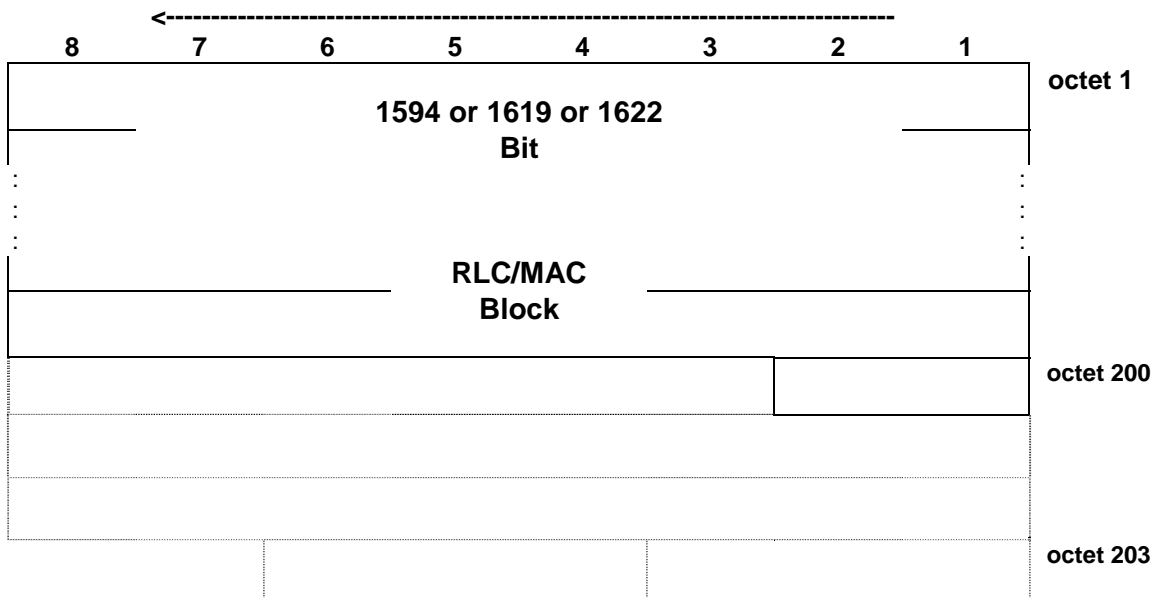 <--------------------------------------------------------------------------------
8 7 6 5 4 3 2 1
octet 1
1594 or 1619 or 1622
Bit
: :
: :
: :
RLC/MAC
Block
octet 200
octet 203